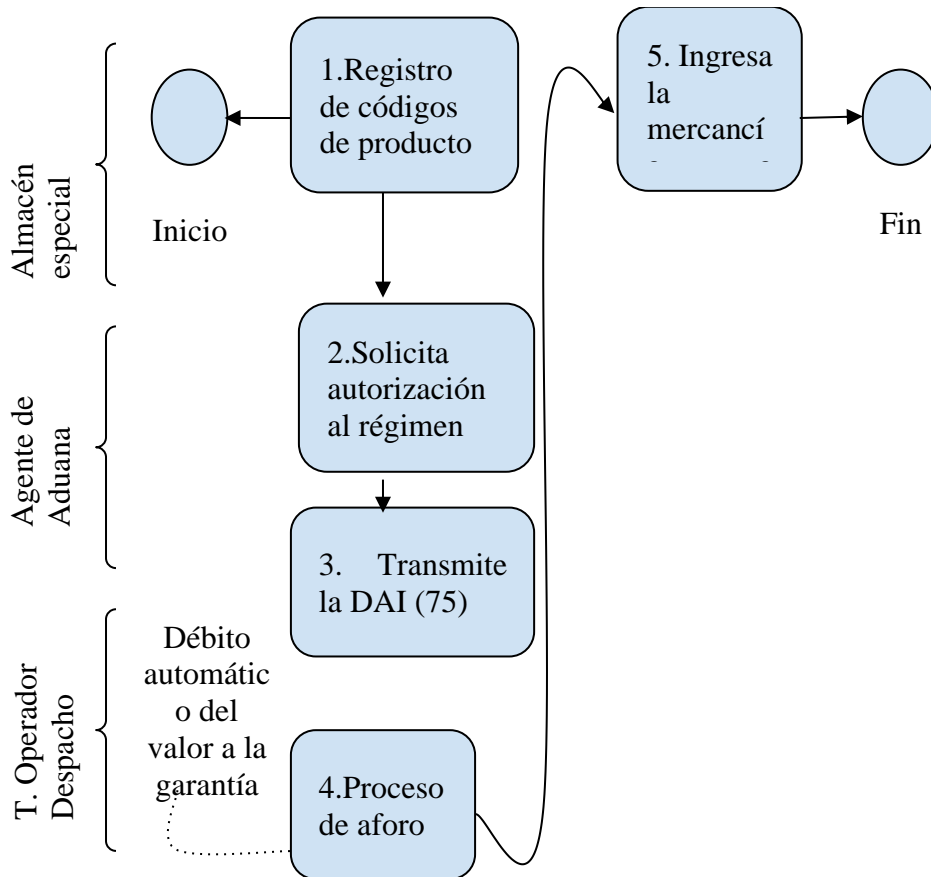 Almacén
especial
Inicio
1.Registro
de códigos
de producto
5. Ingresa
la
mercancí
Fin
Agente de
Aduana
2.Solicita
autorización
al régimen
3. Transmite
la DAI (75)
T. Operador
Despacho
Débito
automátic
o del
valor a la
garantía
4.Proceso
de aforo